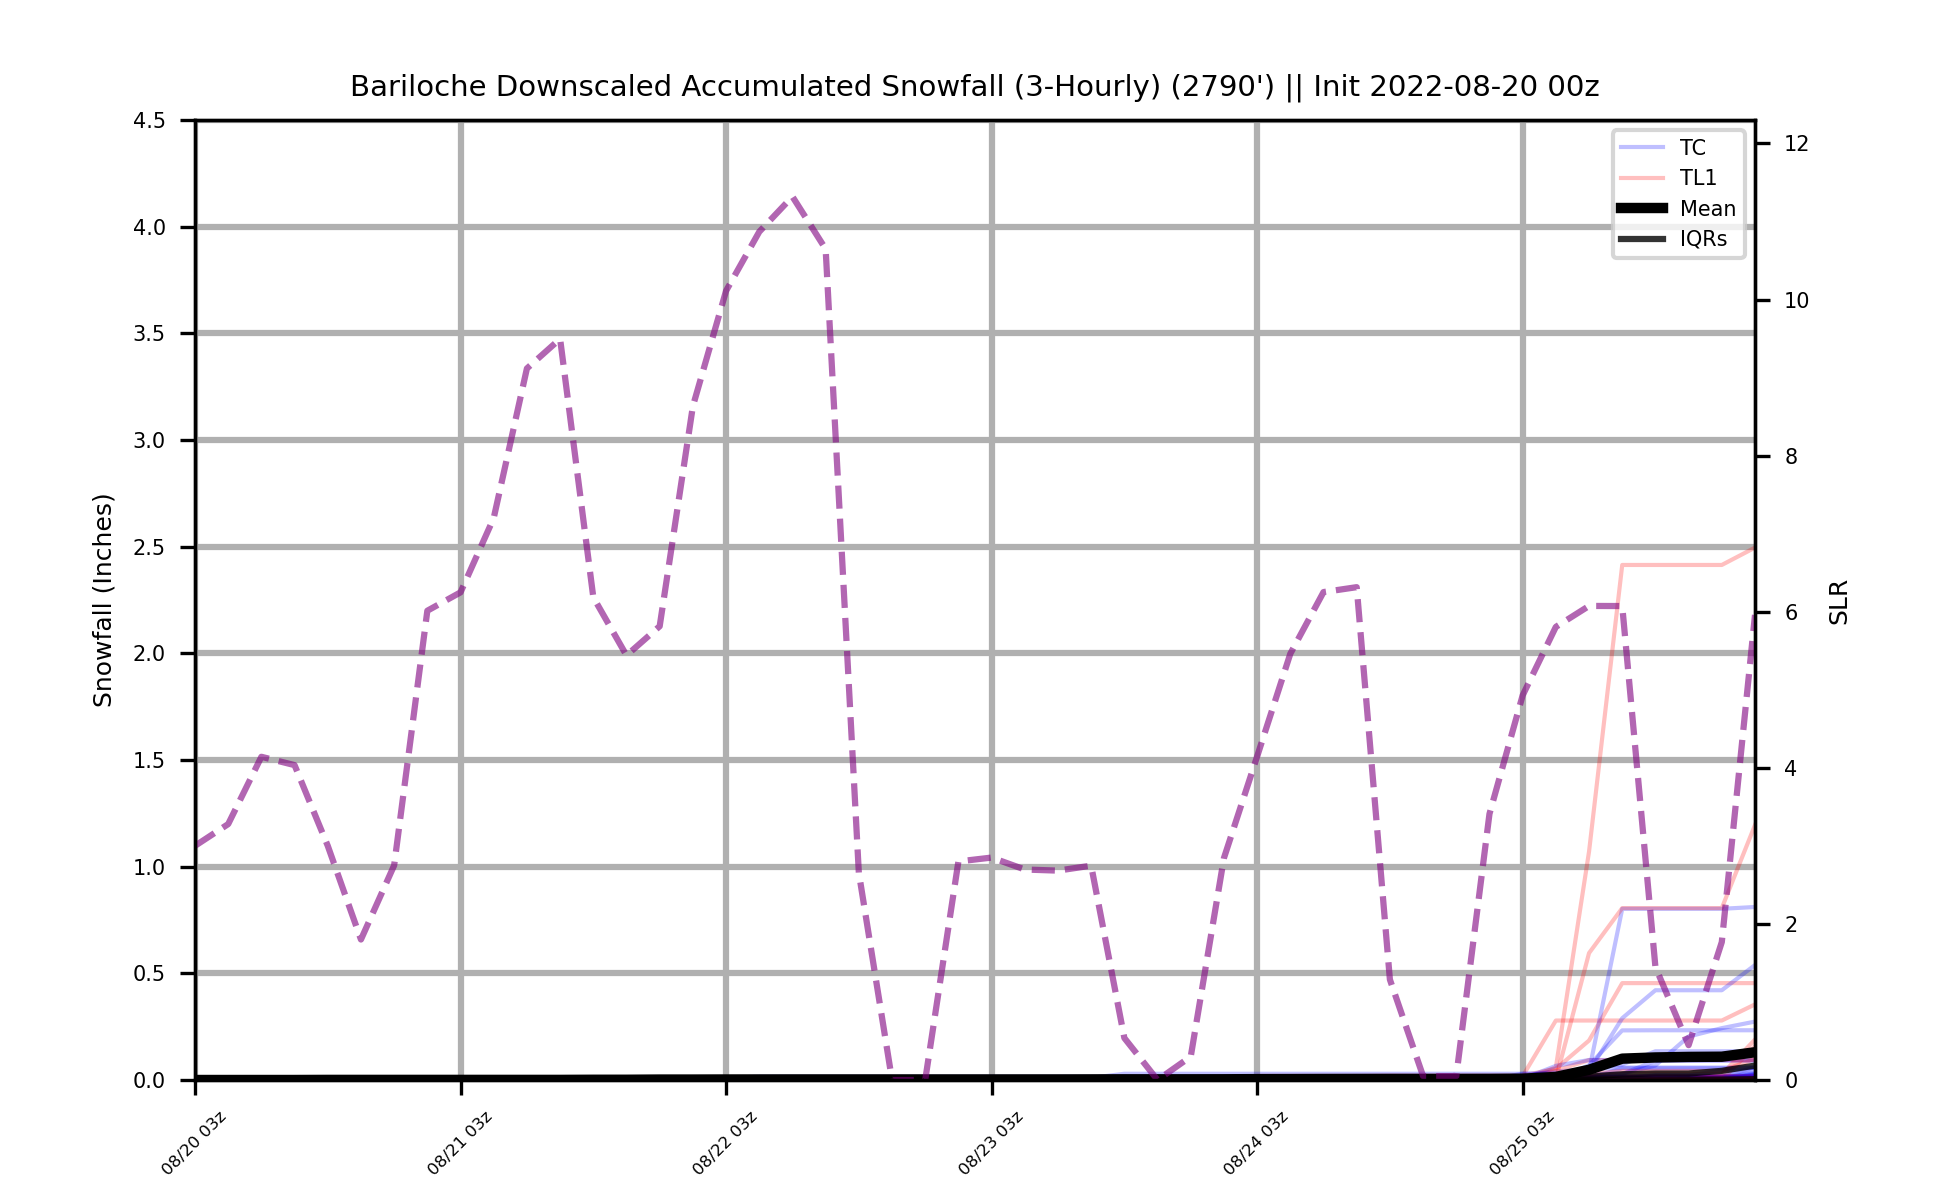 Bariloche Downscaled Accumulated Snowfall (3-Hourly) (2790') || Init 2022-08-20 00z
4.5
4.0
3.5
3.0
2.5
2.0
1.5
1.0
0.5
0.0
Snowfall (Inches)
TC
TL1
Mean
IQRs
12
10
8
6
4
2
0
SLR
08/20 03z
08/21 03z
08/22 03z
08/23 03z
08/24 03z
08/25 03z